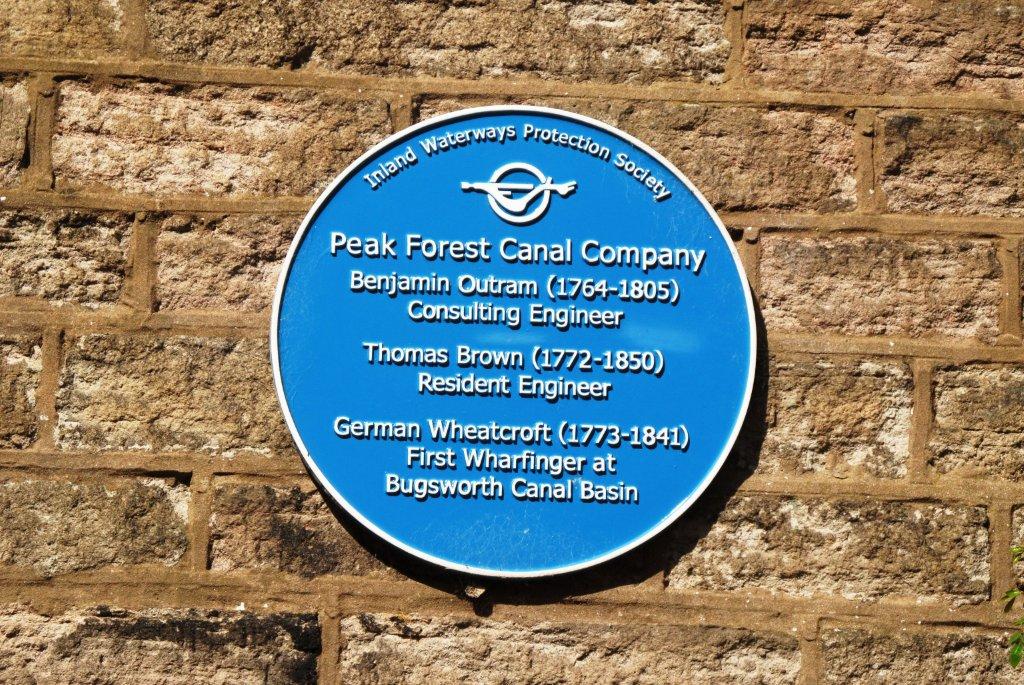 Inland Waterways Protection Society
Peak Forest Canal Company
Benjamin Outram (1764-1805)
Consulting Engineer
Thomas Brown (1772-1850)
Resident Engineer
German Wheatcroft (1773-1841)
First Wharfinger at
Bugsworth Canal Basin